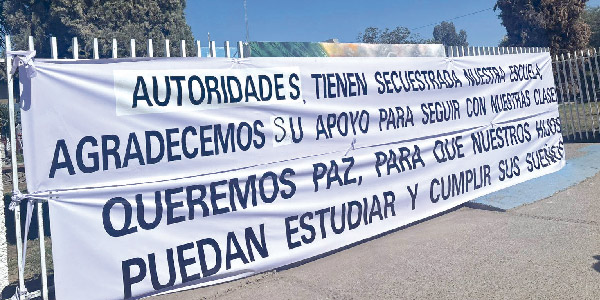 AUTORIDADES, TIENEN SECUESTRADA NUESTRA ESCUELA,
AGRADECEMOS SU APOYO PARA SEGUIR CON NUESTRAS CLASES
QUEREMOS PAZ, PARA QUE NUESTROS HIJOS
PUEDAN ESTUDIAR Y CUMPLIR SUS SUEÑOS